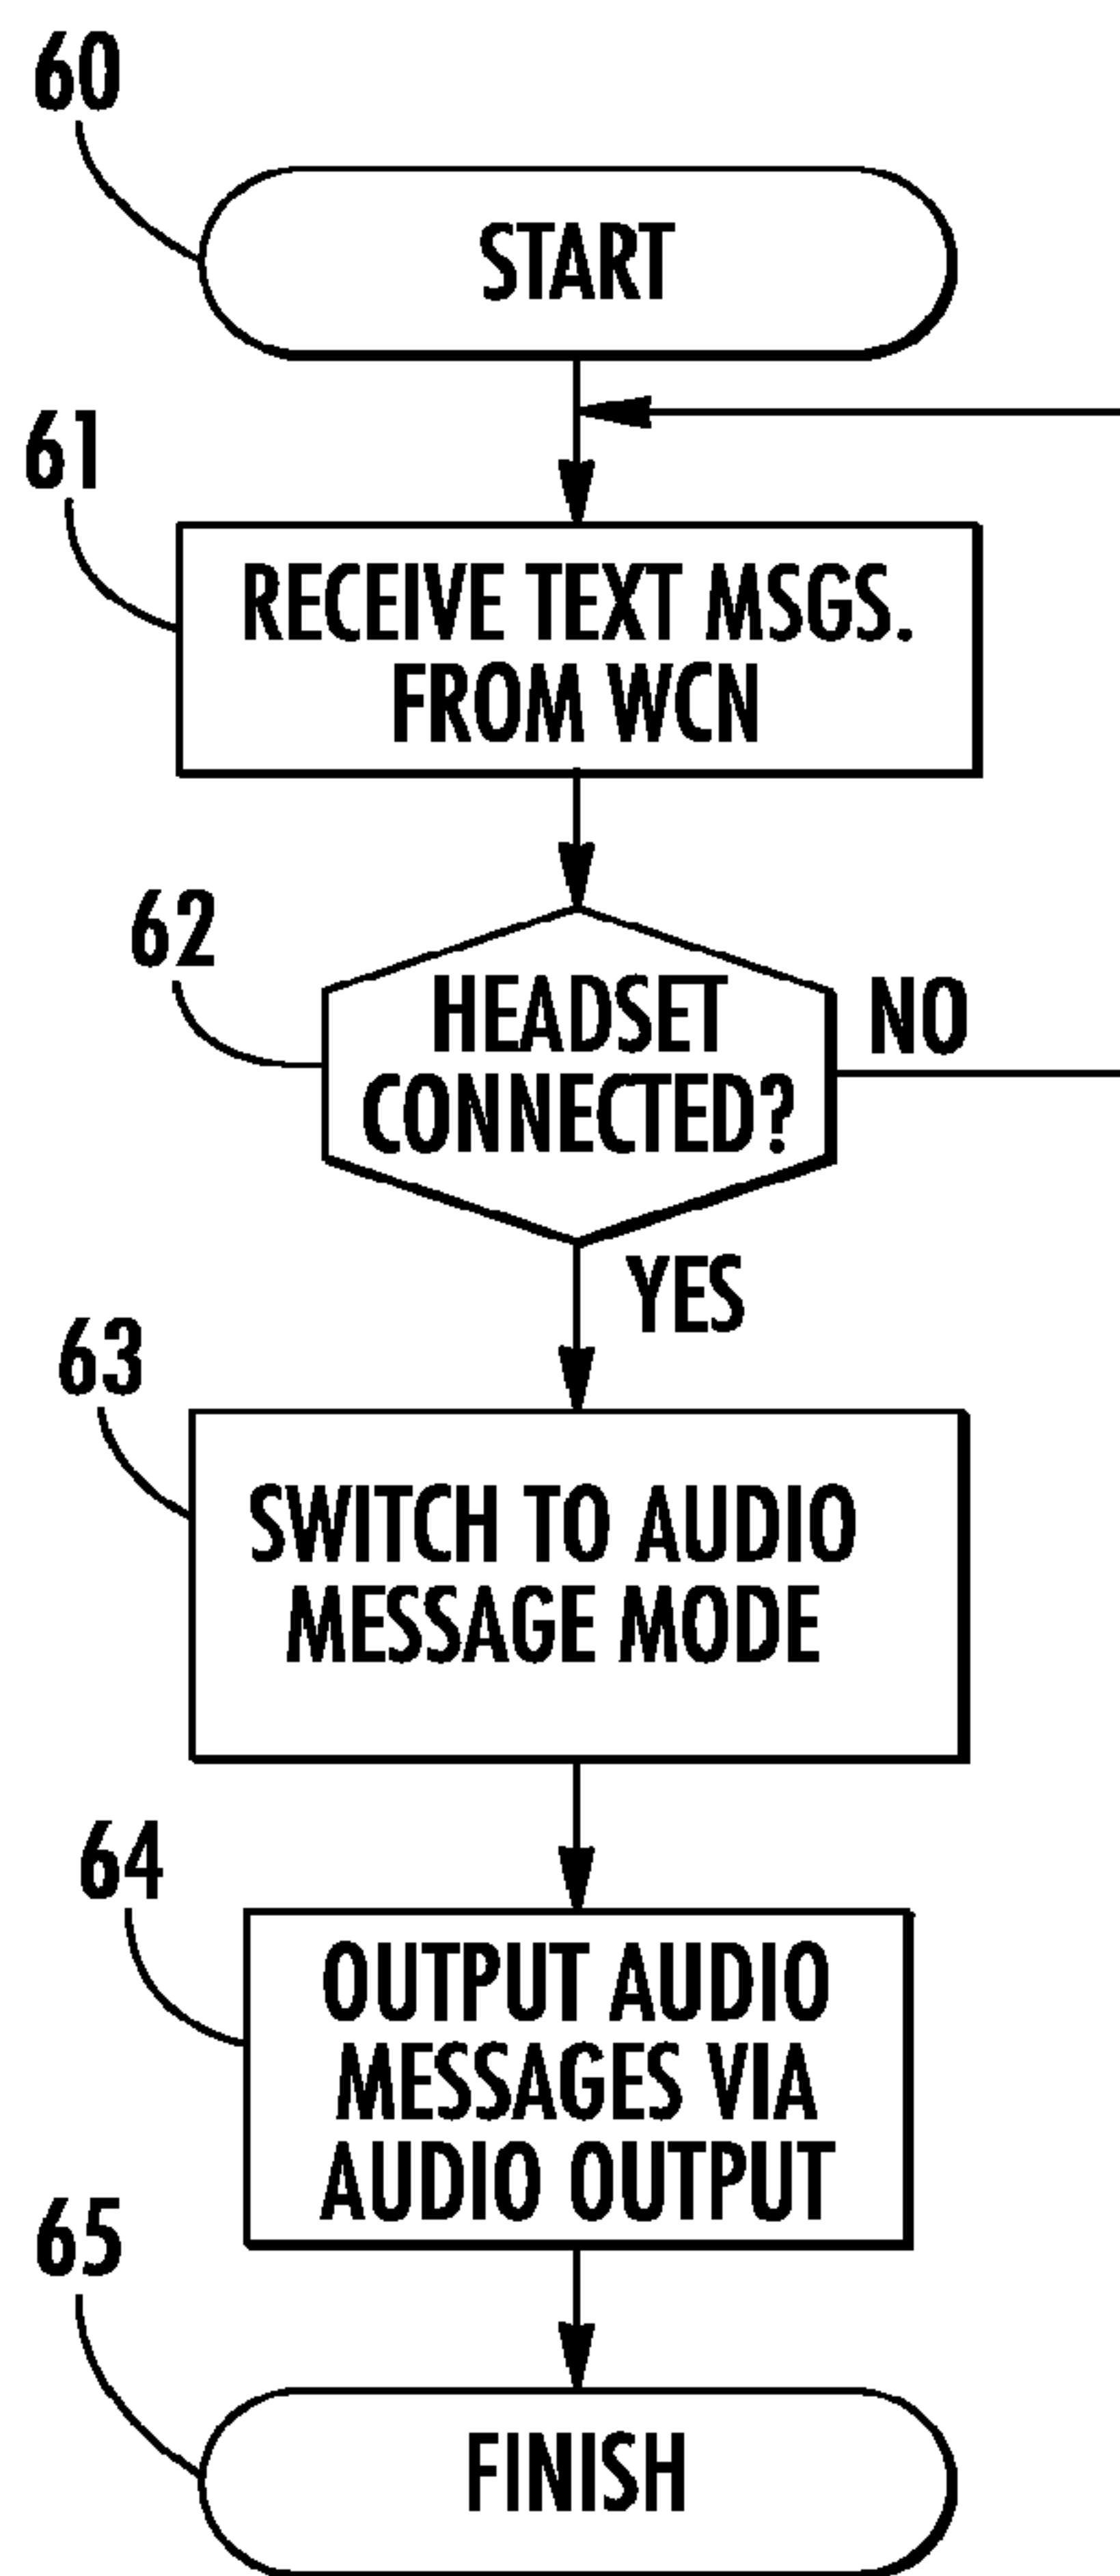 60
START
61
RECEIVE TEXT MSGS.
FROM WCN
62
HEADSET
CONNECTED?
NO
YES
63
SWITCH TO AUDIO
MESSAGE MODE
64
OUTPUT AUDIO
MESSAGES VIA
AUDIO OUTPUT
65
FINISH